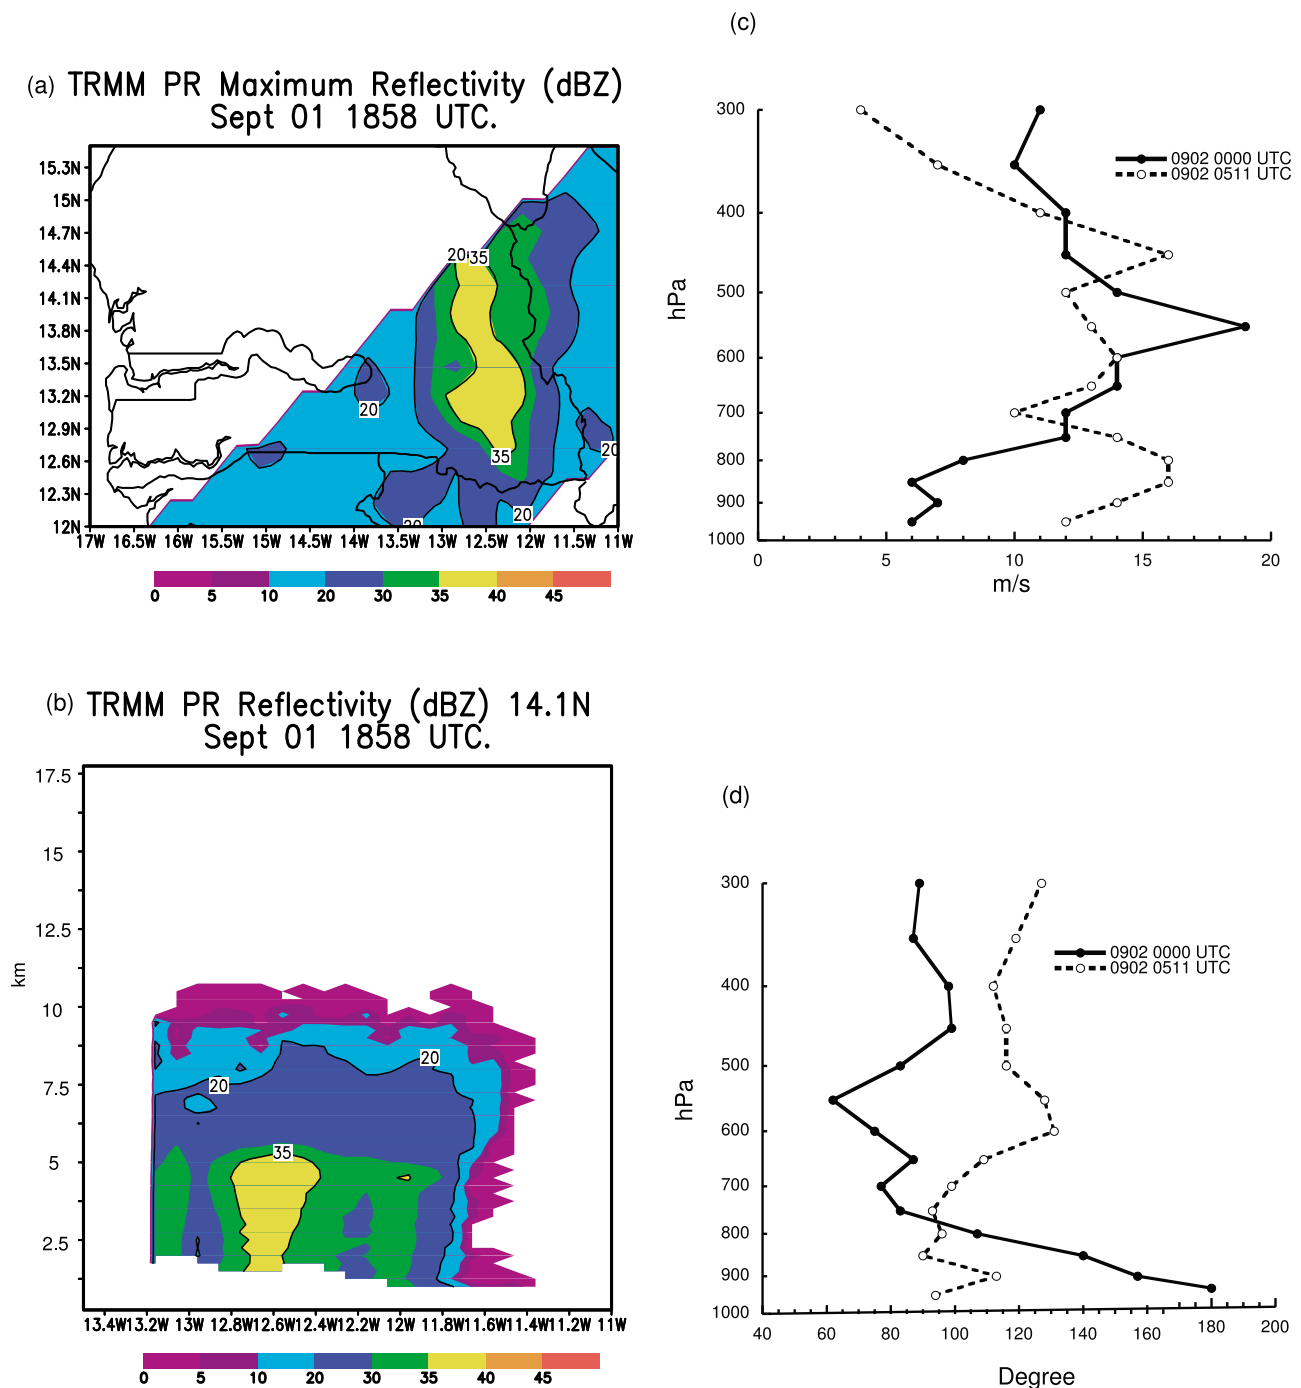 (a) TRMM PR Maximum Reflectivity (dBZ)
Sept 01 1858 UTC.
15.3N
15N
14.7N
14.4N
14.1N
13.8N
13.5N
13.2N
12.9N
12.6N
12.3N
12N
20
35
20
35
20
20
20
17W 16.5W 16W 15.5W 15W 14.5W 14W 13.5W 13W 12.5W 12W 11.5W 11W
0 5 10 20 30 35 40 45
(b) TRMM PR Reflectivity (dBZ) 14.1N
Sept 01 1858 UTC.
17.5
15
12.5
10
7.5
5
2.5
km
20
20
35
13.4W 13.2W 13W 12.8W 12.6W 12.4W 12.2W 12W 11.8W 11.6W 11.4W 11.2W 11W
0 5 10 20 30 35 40 45
(c)
300
400
500
600
700
800
900
1000
hPa
0902 0000 UTC
0902 0511 UTC
0 5 10 15 20
m/s
(d)
300
400
500
600
700
800
900
1000
hPa
0902 0000 UTC
0902 0511 UTC
40 60 80 100 120 140 160 180 200
Degree